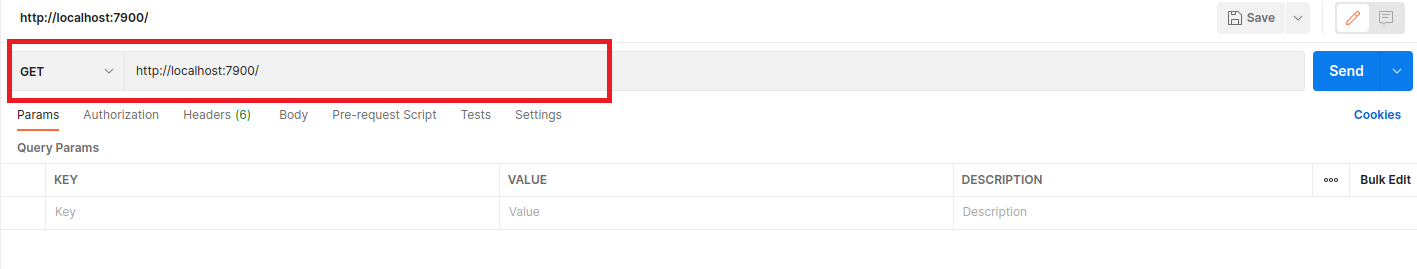 http://localhost:7900/ Save
GET http://localhost:7900/ Send
Params Authorization Headers (6) Body Pre-request Script Tests Settings Cookies
Query Params
KEY VALUE DESCRIPTION Bulk Edit
Key Value Description